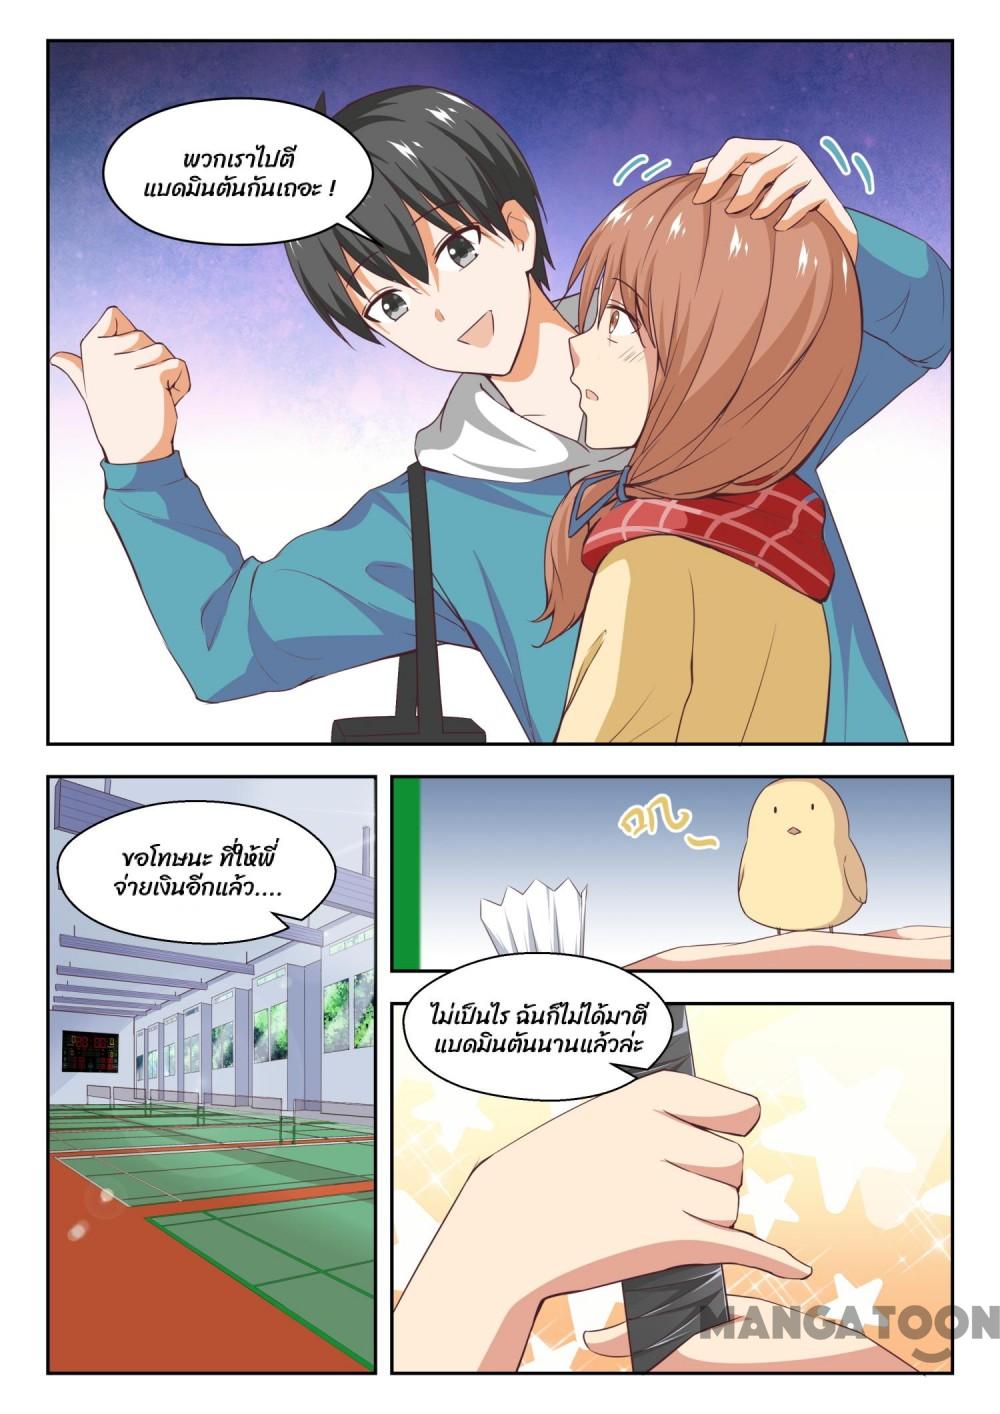 พวกเราไปตี
แบดมินตันกันเถอะ !
ขอโทษนะ ที่ให้พี่
จ่ายเงินอีกแล้ว....
ไม่เป็นไร ฉันก็ไม่ได้มาตี
แบดมินตันนานแล้วล่ะ
MANGATOON